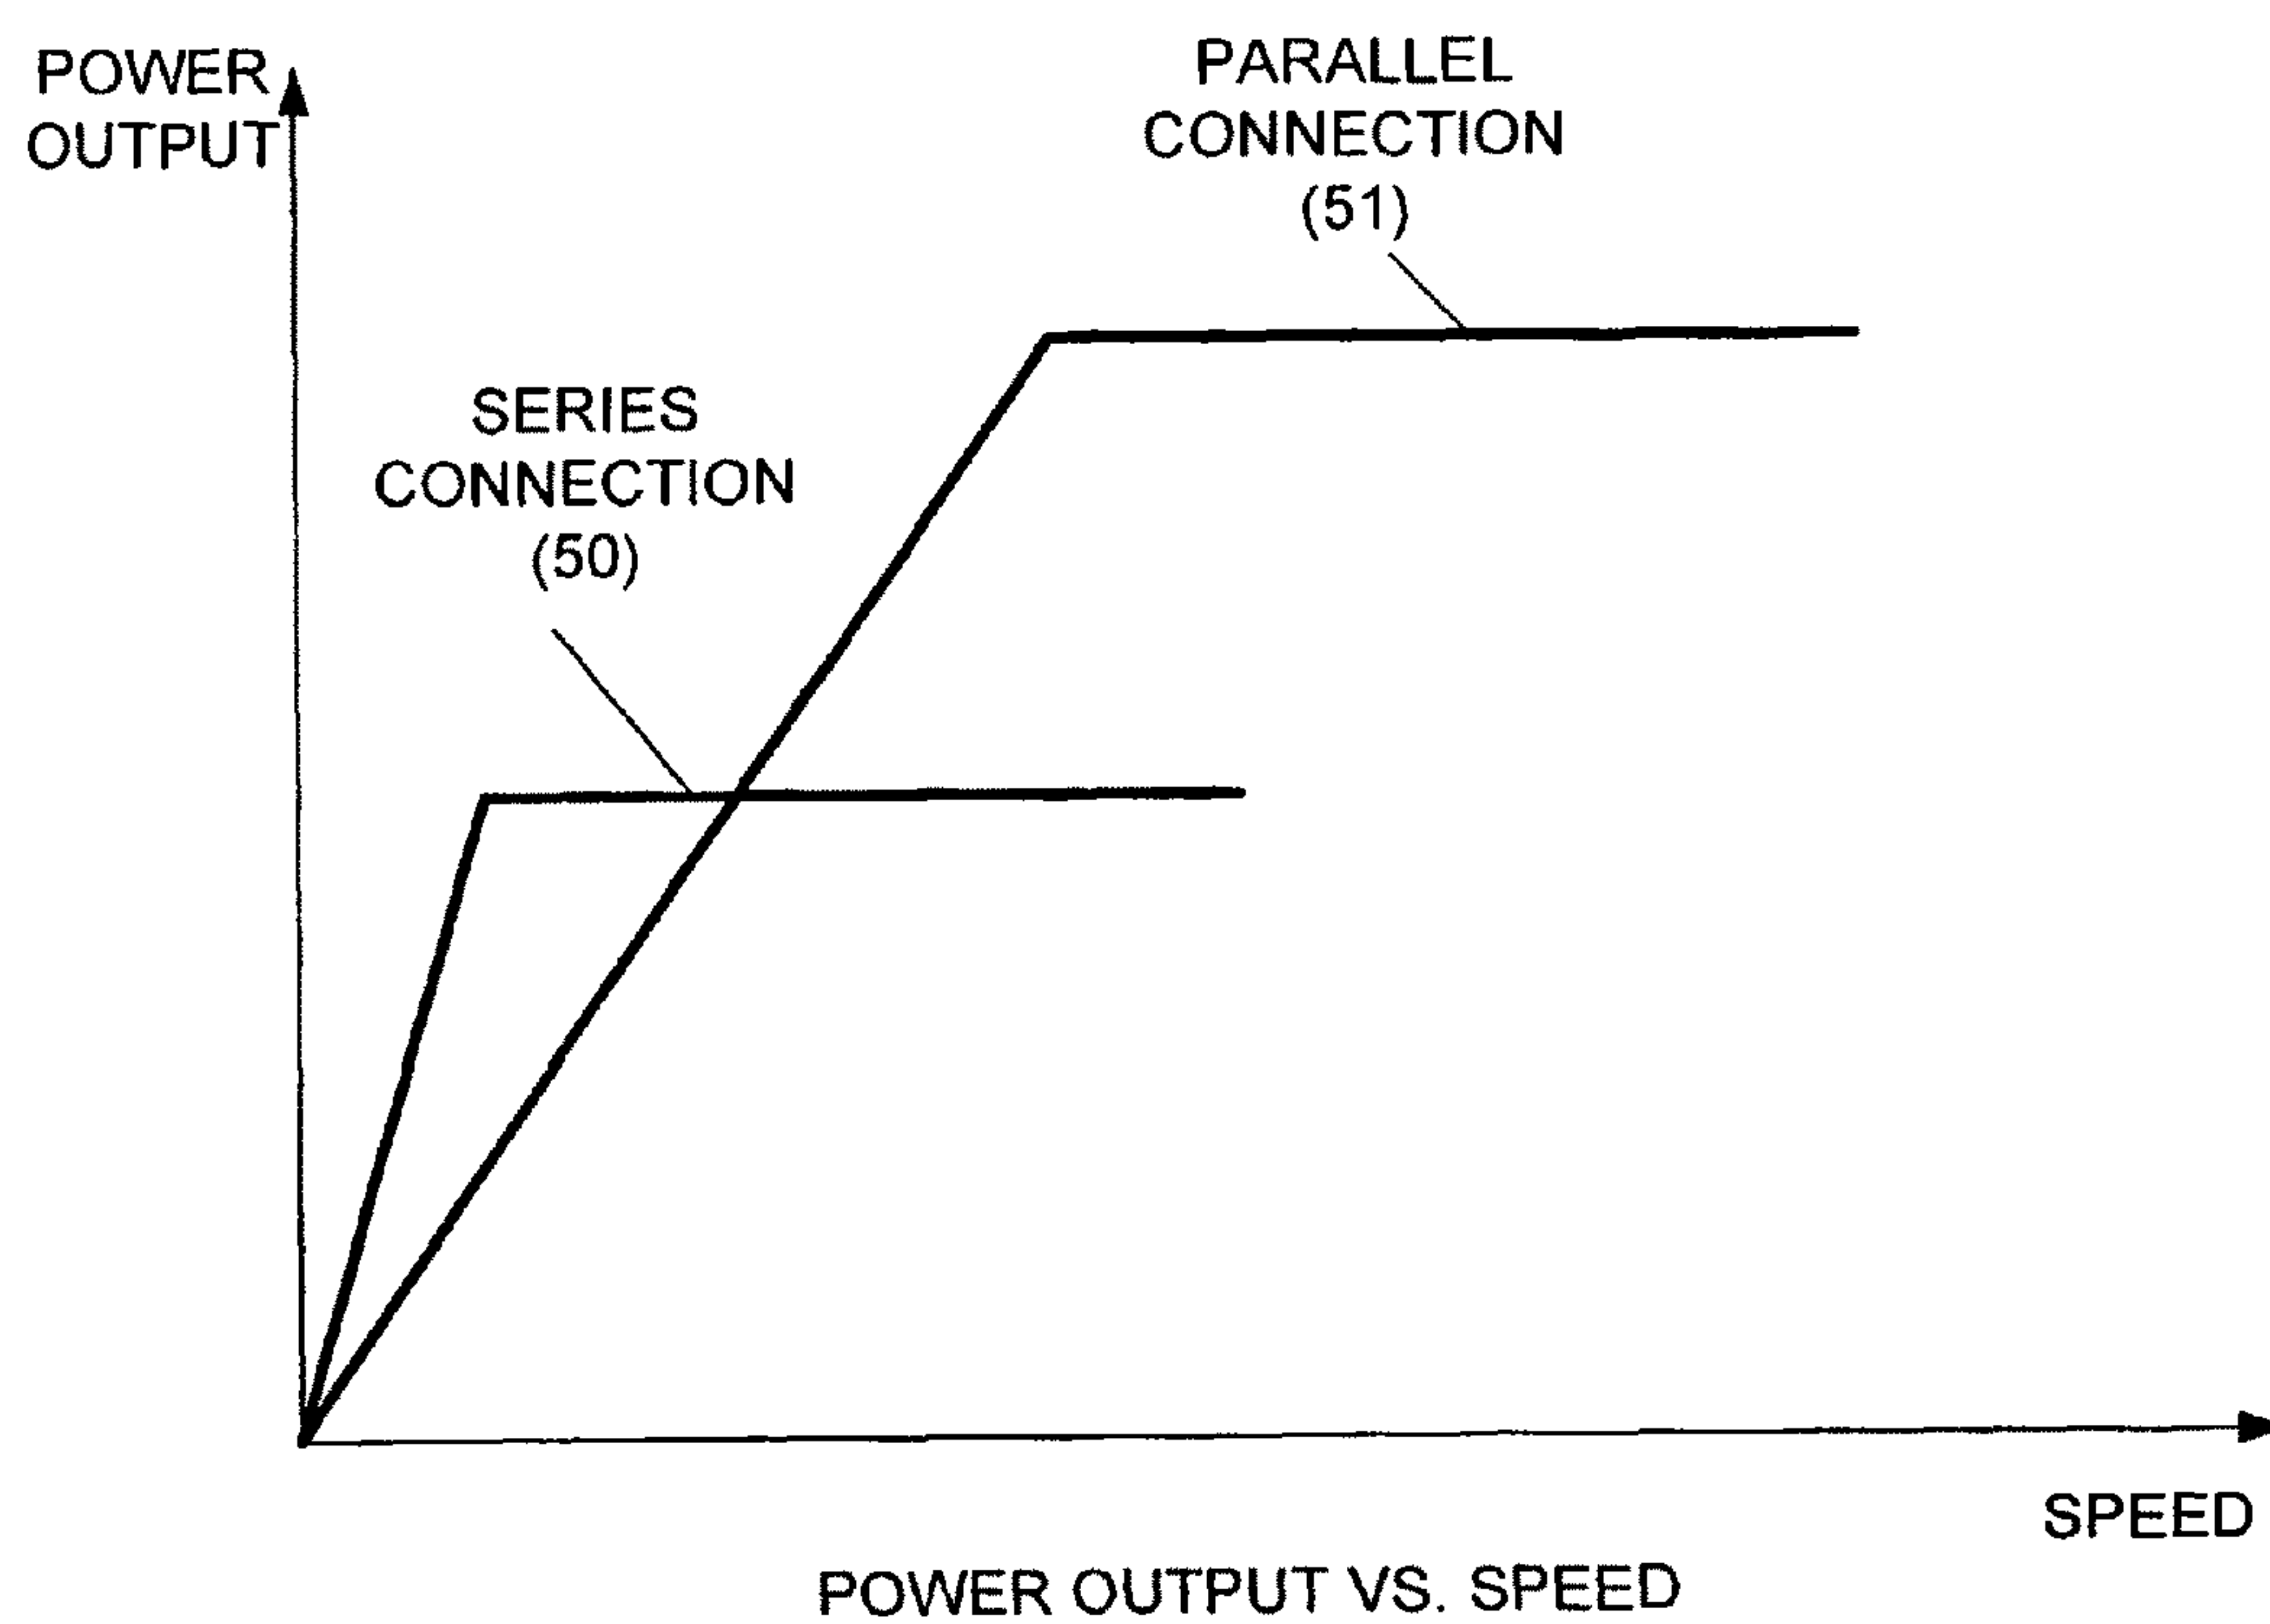 POWER
OUTPUT
PARALLEL
CONNECTION
(51)
SERIES
CONNECTION
(50)
SPEED
POWER OUTPUT VS. SPEED